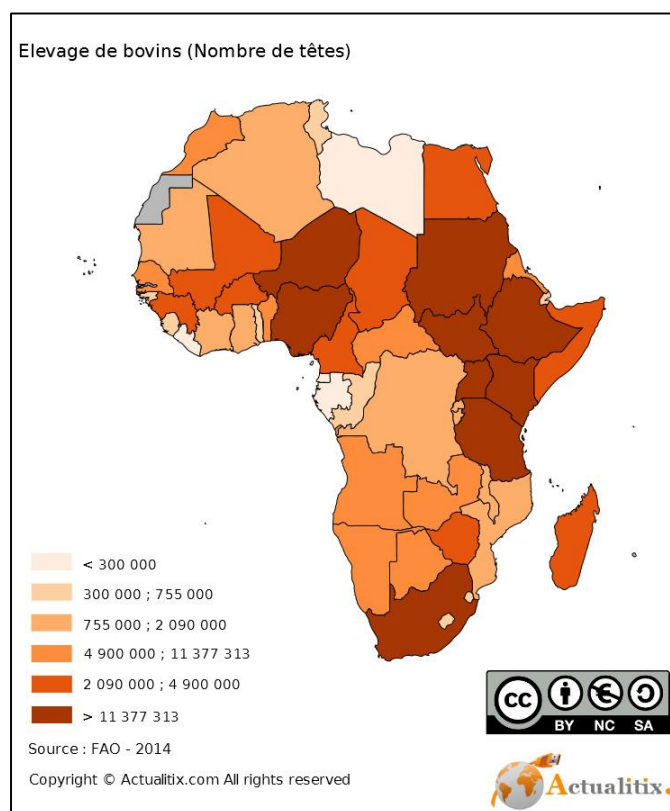 Elevage de bovins (Nombre de têtes)
< 300 000
300 000 ; 755 000
755 000 ; 2 090 000
4 900 000 ; 11 377 313
2 090 000 ; 4 900 000
> 11 377 313
Source : FAO - 2014
Copyright © Actualitix.com All rights reserved
cc
BY NC SA
Actualitix.